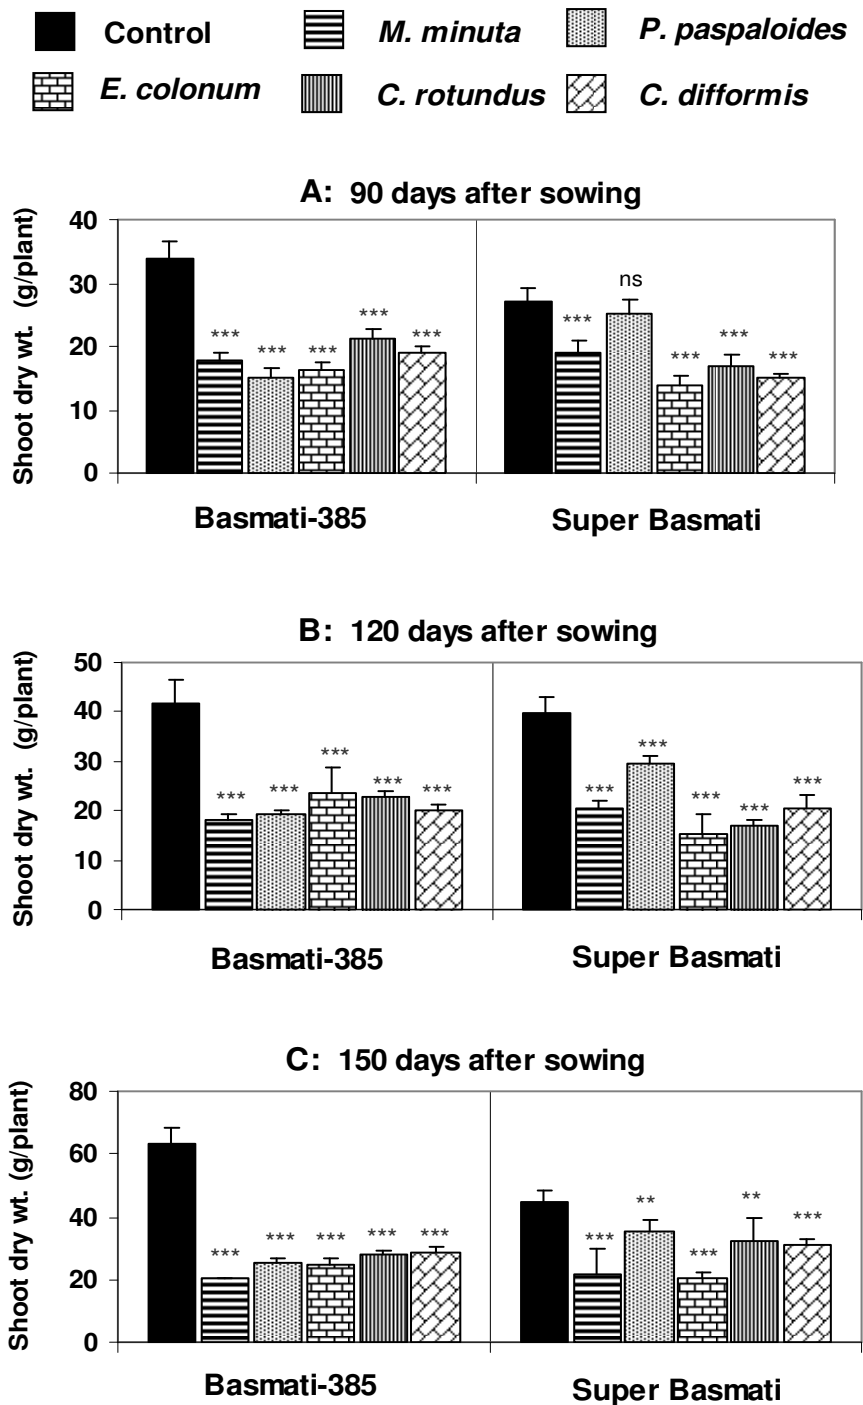 Control M. minuta P. paspaloides
E. colonum C. rotundus C. difformis
A: 90 days after sowing
Shoot dry wt. (g/plant)
40
30
20
10
0
*** *** *** *** ***
*** ns *** *** ***
Basmati-385 Super Basmati
B: 120 days after sowing
Shoot dry wt. (g/plant)
50
40
30
20
10
0
*** *** *** *** ***
*** *** *** *** ***
Basmati-385 Super Basmati
C: 150 days after sowing
Shoot dry wt. (g/plant)
80
60
40
20
0
*** *** *** *** ***
*** ** *** ** ***
Basmati-385 Super Basmati